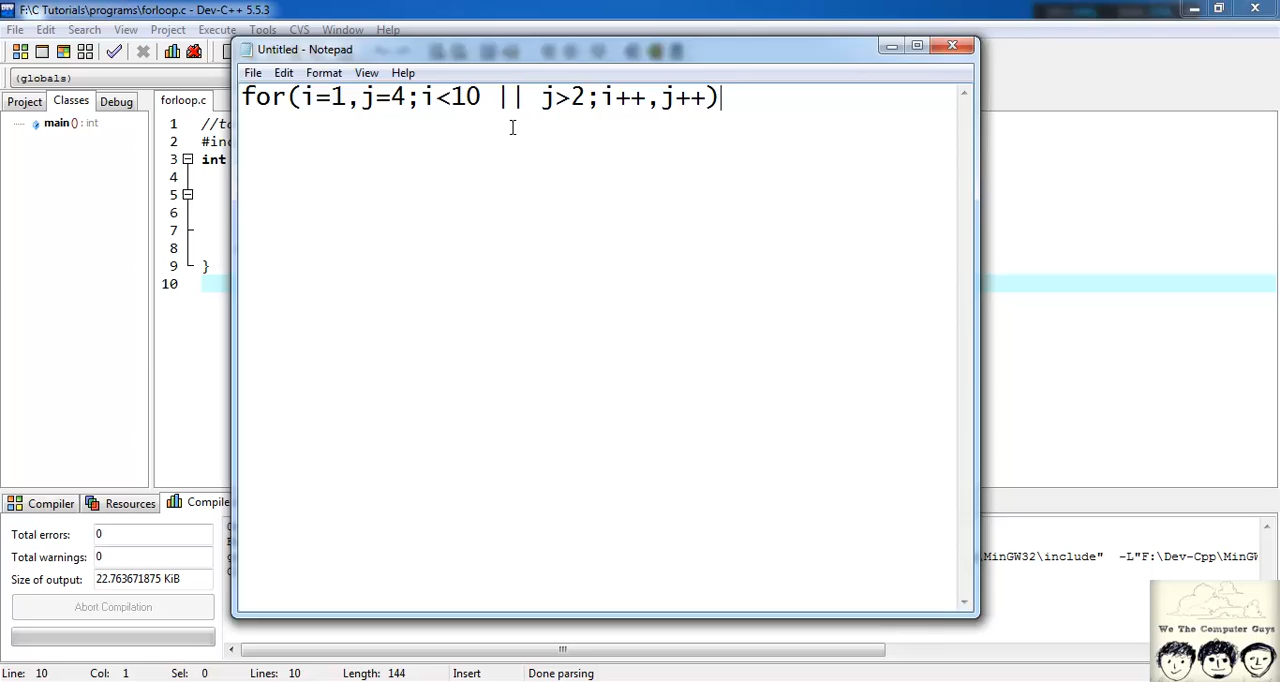 F:\C Tutorials\programs\forloop.c - Dev-C++ 5.5.3
File Edit Search View Project Execute Tools CVS Window Help
(globals)
Project Classes Debug
main () : int
forloop.c
1
2 #inc
3 int
4
5
6
7
8
9 }
10
Untitled - Notepad
File Edit Format View Help
for(i=1,j=4;i<10 || j>2;i++,j++)
Compiler Resources Compile
Total errors: 0
Total warnings: 0
Size of output: 22.763671875 KiB
Abort Compilation
MinGW32\include" -L"F:\Dev-Cpp\MinGW
We The Computer Guys
Line: 10 Col: 1 Sel: 0 Lines: 10 Length: 144 Insert Done parsing